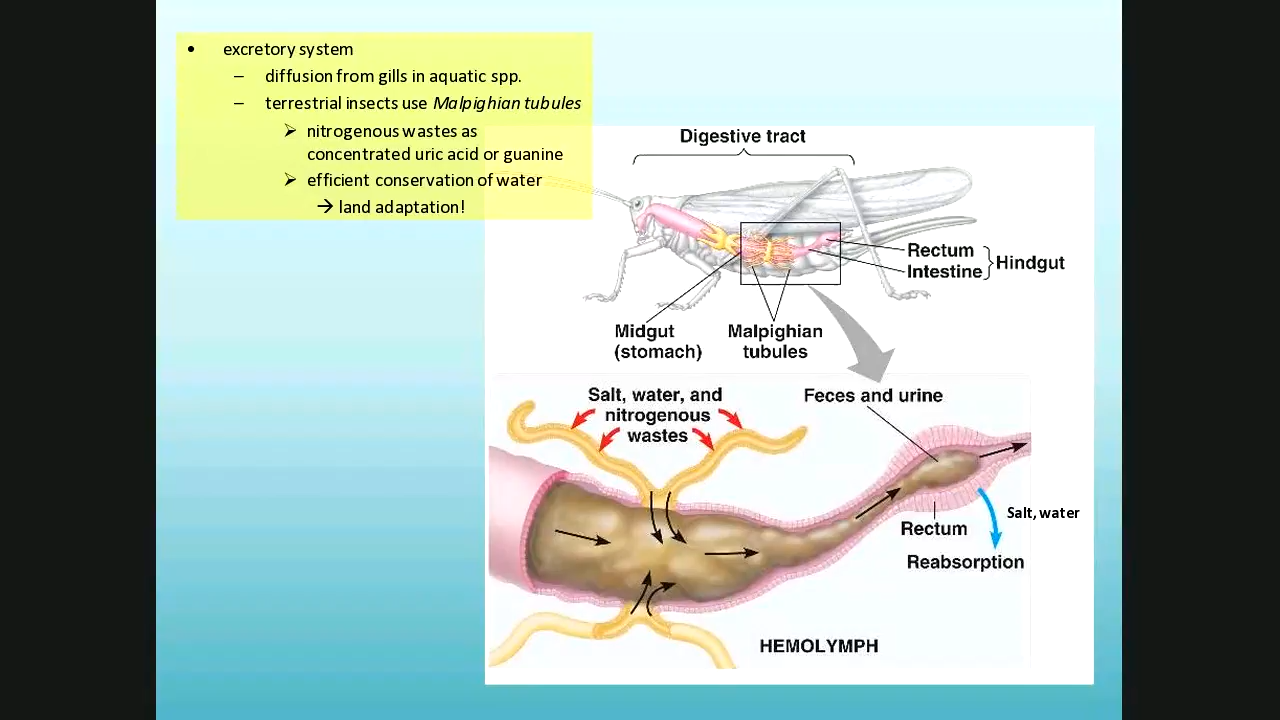 • excretory system
– diffusion from gills in aquatic spp.
– terrestrial insects use Malpighian tubules
➢ nitrogenous wastes as
concentrated uric acid or guanine
➢ efficient conservation of water
→ land adaptation!
Digestive tract
Rectum
Intestine
Hindgut
Midgut
(stomach)
Malpighian
tubules
Salt, water, and
nitrogenous
wastes
Feces and urine
Rectum
Salt, water
Reabsorption
HEMOLYMPH